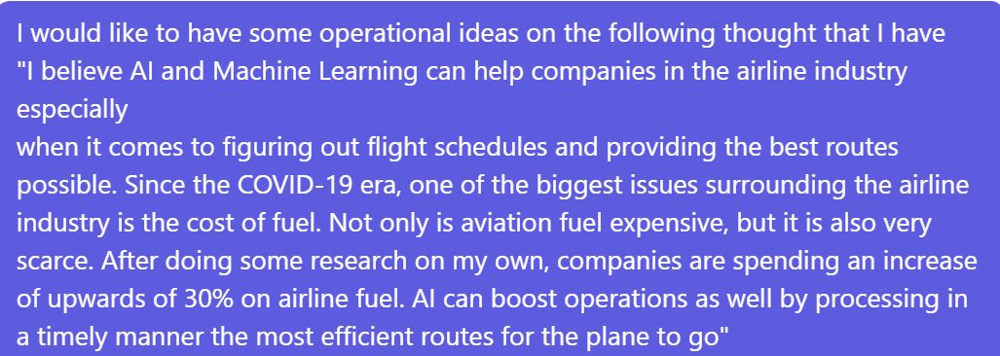 I would like to have some operational ideas on the following thought that I have
"I believe AI and Machine Learning can help companies in the airline industry
especially
when it comes to figuring out flight schedules and providing the best routes
possible. Since the COVID-19 era, one of the biggest issues surrounding the airline
industry is the cost of fuel. Not only is aviation fuel expensive, but it is also very
scarce. After doing some research on my own, companies are spending an increase
of upwards of 30% on airline fuel. AI can boost operations as well by processing in
a timely manner the most efficient routes for the plane to go"